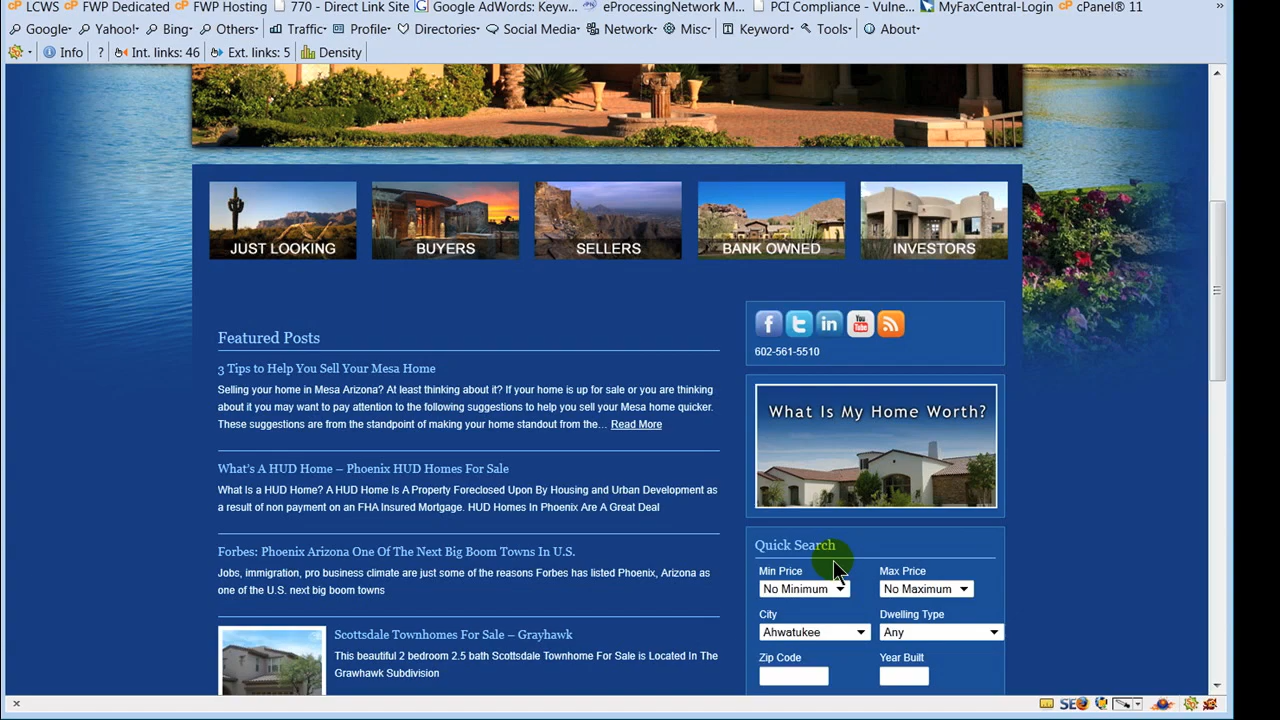 LCWS FWP Dedicated FWP Hosting 770 - Direct Link Site Google AdWords: Keyw... eProcessingNetwork M... PCI Compliance - Vulne... MyFaxCentral-Login cPanel® 11 »
Google Yahoo! Bing Others Traffic Profile Directories Social Media Network Misc Keyword Tools About
Info ? Int. links: 46 Ext. links: 5 Density
JUST LOOKING BUYERS SELLERS BANK OWNED INVESTORS
Featured Posts
3 Tips to Help You Sell Your Mesa Home
Selling your home in Mesa Arizona? At least thinking about it? If your home is up for sale or you are thinking
about it you may want to pay attention to the following suggestions to help you sell your Mesa home quicker.
These suggestions are from the standpoint of making your home standout from the... Read More
What's A HUD Home – Phoenix HUD Homes For Sale
What Is a HUD Home? A HUD Home Is A Property Foreclosed Upon By Housing and Urban Development as
a result of non payment on an FHA Insured Mortgage. HUD Homes In Phoenix Are A Great Deal
Forbes: Phoenix Arizona One Of The Next Big Boom Towns In U.S.
Jobs, immigration, pro business climate are just some of the reasons Forbes has listed Phoenix, Arizona as
one of the U.S. next big boom towns
Scottsdale Townhomes For Sale – Grayhawk
This beautiful 2 bedroom 2.5 bath Scottsdale Townhome For Sale is Located In The
Grawhawk Subdivision
f t in You Tube
602-561-5510
What Is My Home Worth?
Quick Search
Min Price Max Price
No Minimum No Maximum
City Dwelling Type
Ahwatukee Any
Zip Code Year Built
SEO